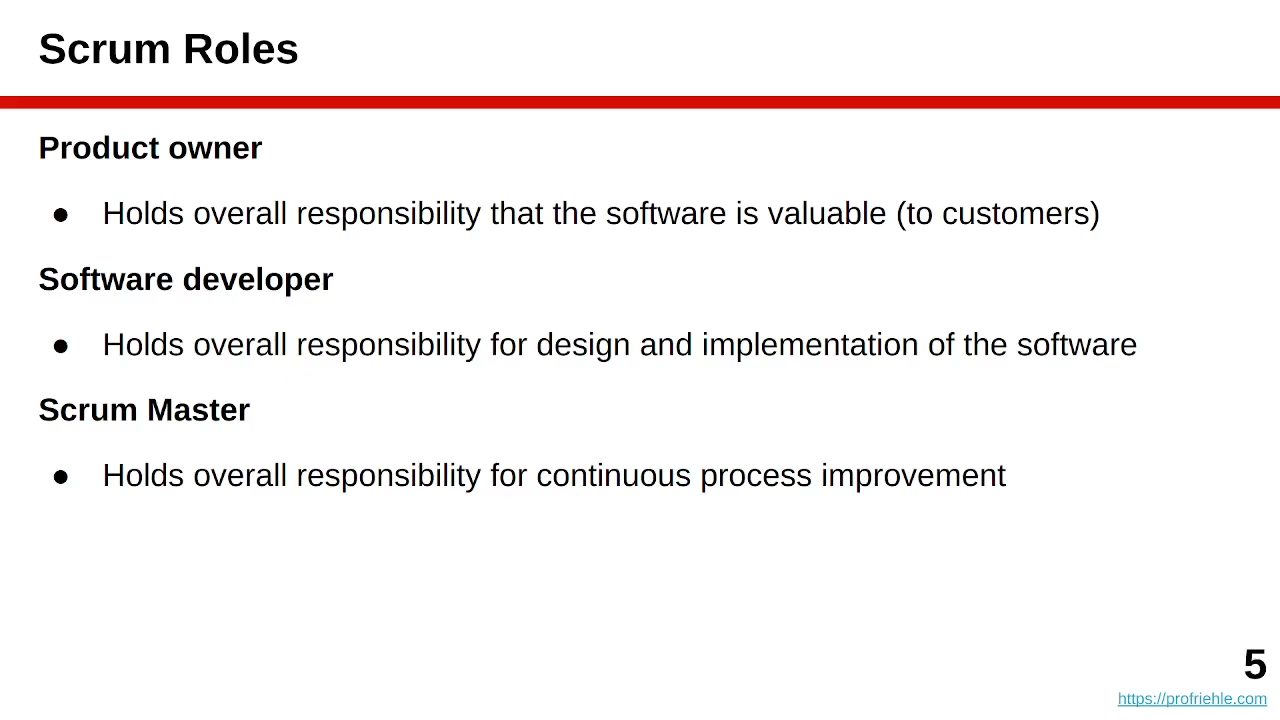 Scrum Roles
Product owner
● Holds overall responsibility that the software is valuable (to customers)
Software developer
● Holds overall responsibility for design and implementation of the software
Scrum Master
● Holds overall responsibility for continuous process improvement
5
https://profriehle.com